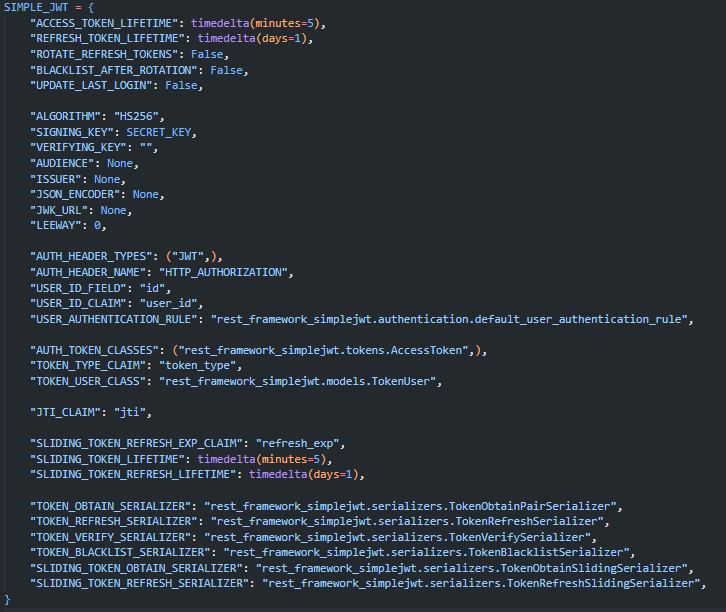 SIMPLE_JWT = {
"ACCESS_TOKEN_LIFETIME": timedelta(minutes=5),
"REFRESH_TOKEN_LIFETIME": timedelta(days=1),
"ROTATE_REFRESH_TOKENS": False,
"BLACKLIST_AFTER_ROTATION": False,
"UPDATE_LAST_LOGIN": False,
"ALGORITHM": "HS256",
"SIGNING_KEY": SECRET_KEY,
"VERIFYING_KEY": "",
"AUDIENCE": None,
"ISSUER": None,
"JSON_ENCODER": None,
"JWK_URL": None,
"LEEWAY": 0,
"AUTH_HEADER_TYPES": ("JWT",),
"AUTH_HEADER_NAME": "HTTP_AUTHORIZATION",
"USER_ID_FIELD": "id",
"USER_ID_CLAIM": "user_id",
"USER_AUTHENTICATION_RULE": "rest_framework_simplejwt.authentication.default_user_authentication_rule",
"AUTH_TOKEN_CLASSES": ("rest_framework_simplejwt.tokens.AccessToken",),
"TOKEN_TYPE_CLAIM": "token_type",
"TOKEN_USER_CLASS": "rest_framework_simplejwt.models.TokenUser",
"JTI_CLAIM": "jti",
"SLIDING_TOKEN_REFRESH_EXP_CLAIM": "refresh_exp",
"SLIDING_TOKEN_LIFETIME": timedelta(minutes=5),
"SLIDING_TOKEN_REFRESH_LIFETIME": timedelta(days=1),
"TOKEN_OBTAIN_SERIALIZER": "rest_framework_simplejwt.serializers.TokenObtainPairSerializer",
"TOKEN_REFRESH_SERIALIZER": "rest_framework_simplejwt.serializers.TokenRefreshSerializer",
"TOKEN_VERIFY_SERIALIZER": "rest_framework_simplejwt.serializers.TokenVerifySerializer",
"TOKEN_BLACKLIST_SERIALIZER": "rest_framework_simplejwt.serializers.TokenBlacklistSerializer",
"SLIDING_TOKEN_OBTAIN_SERIALIZER": "rest_framework_simplejwt.serializers.TokenObtainSlidingSerializer",
"SLIDING_TOKEN_REFRESH_SERIALIZER": "rest_framework_simplejwt.serializers.TokenRefreshSlidingSerializer",
}